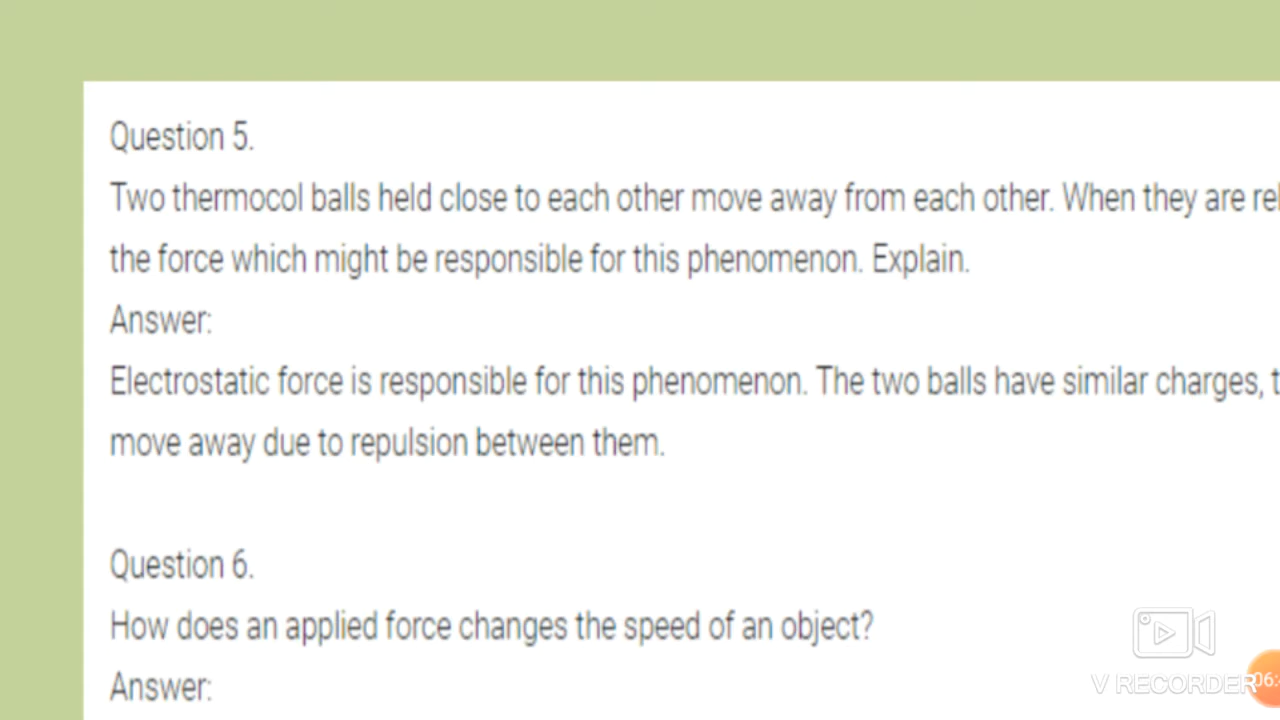 Question 5.
Two thermocol balls held close to each other move away from each other. When they are
the force which might be responsible for this phenomenon. Explain.
Answer:
Electrostatic force is responsible for this phenomenon. The two balls have similar charges,
move away due to repulsion between them.
Question 6.
How does an applied force changes the speed of an object?
Answer:
V RECORDER